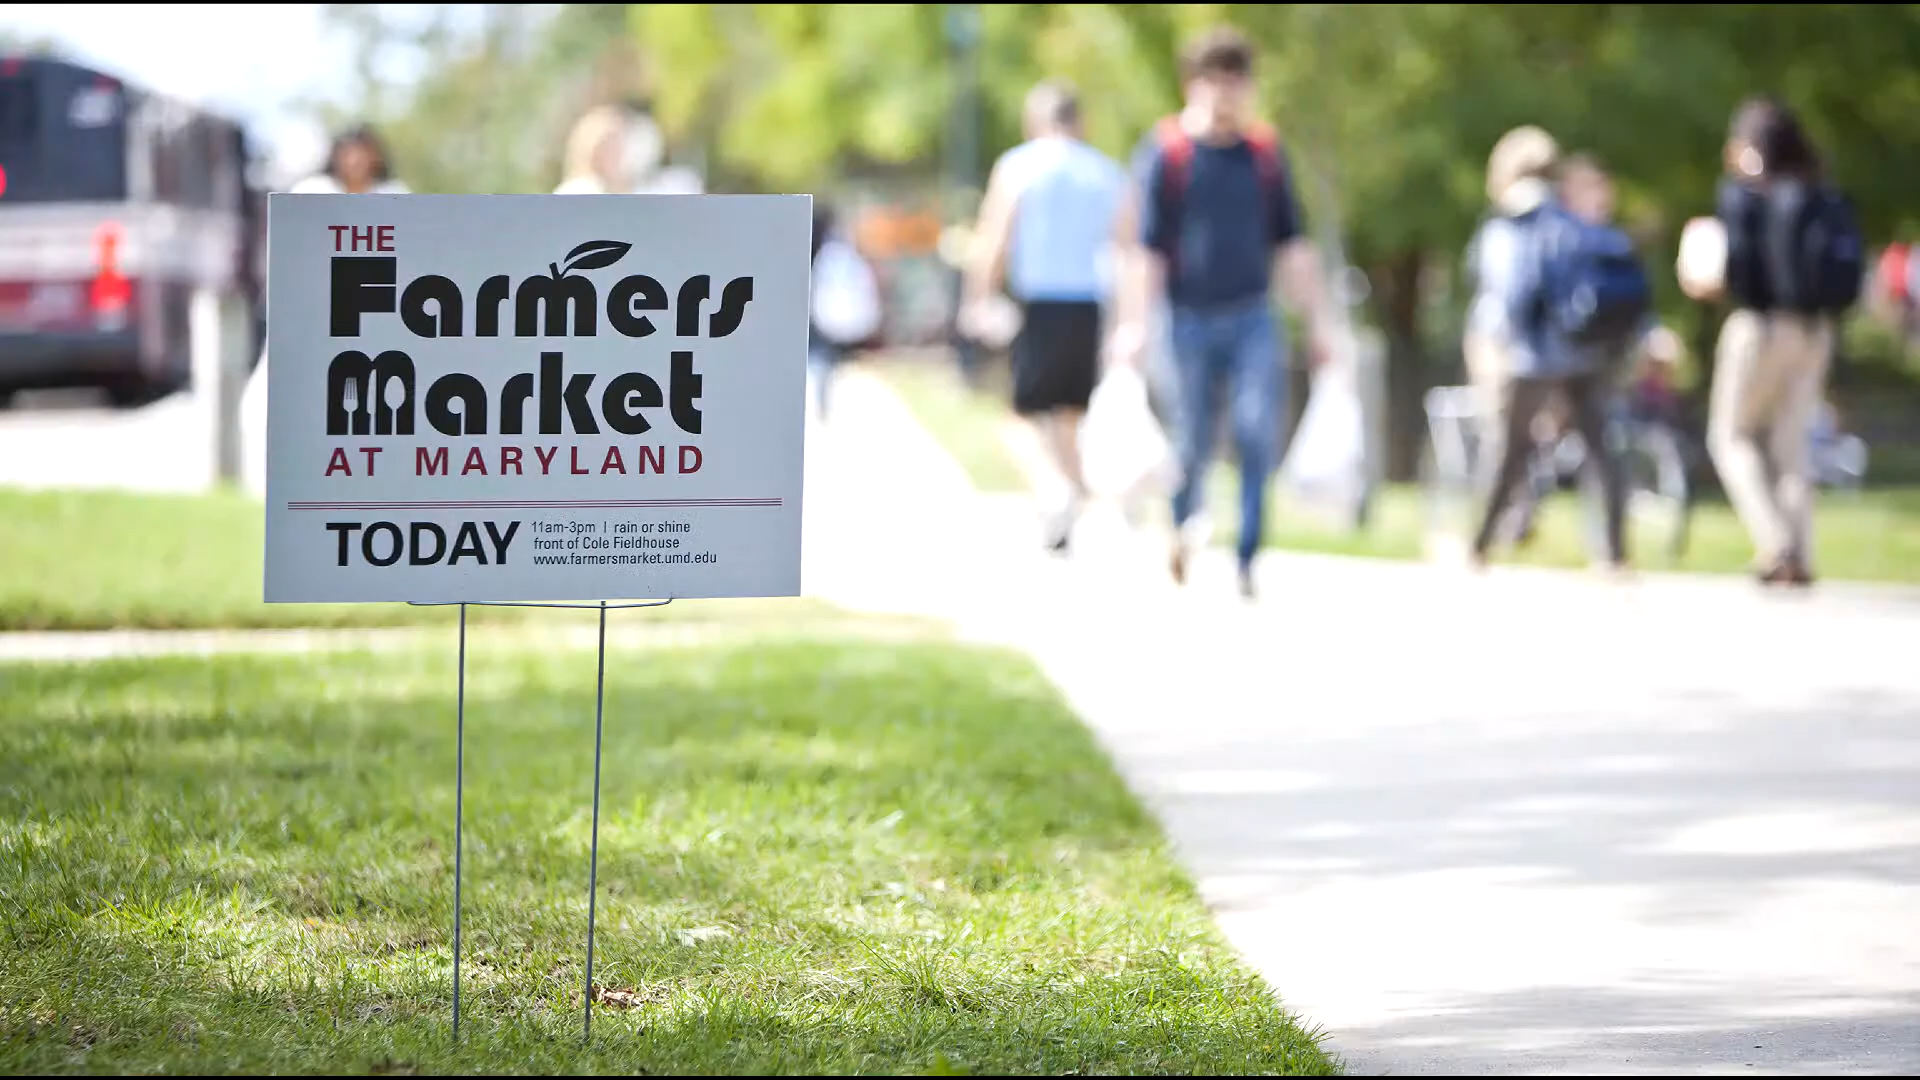 THE
Farmers
Market
AT MARYLAND
TODAY
11am-3pm | rain or shine
front of Cole Fieldhouse
www.farmersmarket.umd.edu